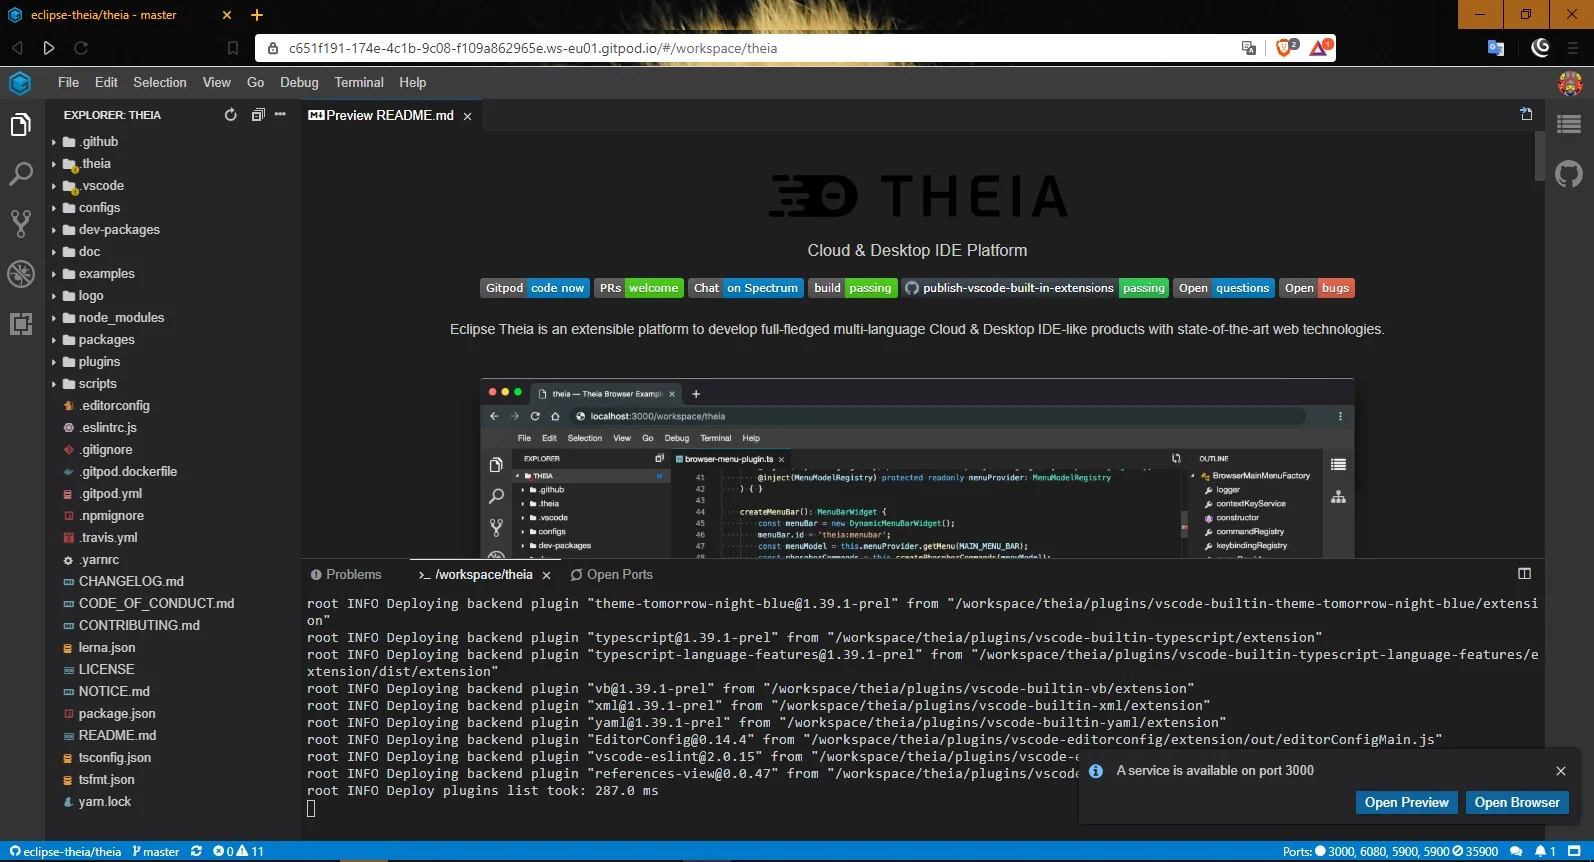 eclipse-theia/theia - master
c651f191-174e-4c1b-9c08-f109a862965e.ws-eu01.gitpod.io/#/workspace/theia
2
1
File Edit Selection View Go Debug Terminal Help
EXPLORER: THEIA
.github
.theia
.vscode
configs
dev-packages
doc
examples
logo
node_modules
packages
plugins
scripts
.editorconfig
.eslintrc.js
.gitignore
.gitpod.dockerfile
.gitpod.yml
.npmignore
.travis.yml
.yarnrc
CHANGELOG.md
CODE_OF_CONDUCT.md
CONTRIBUTING.md
lerna.json
LICENSE
NOTICE.md
package.json
README.md
tsconfig.json
tsfmt.json
yarn.lock
Preview README.md
THEIA
Cloud & Desktop IDE Platform
Gitpod code now PRs welcome Chat on Spectrum build passing publish-vscode-built-in-extensions passing Open questions Open bugs
Eclipse Theia is an extensible platform to develop full-fledged multi-language Cloud & Desktop IDE-like products with state-of-the-art web technologies.
theia — Theia Browser Exampl
localhost:3000/workspace/theia
File Edit Selection View Go Debug Terminal Help
EXPLORER
THEIA
.github
.theia
.vscode
configs
dev-packages
browser-menu-plugin.ts
41 @inject(MenuModelRegistry) protected readonly menuProvider: MenuModelRegistry
42 ) { }
43
44 createMenuBar(): MenuBarWidget {
45 const menuBar = new DynamicMenuBarWidget();
46 menuBar.id = 'theia:menubar';
47 const menuModel = this.menuProvider.getMenu(MAIN_MENU_BAR);
48 const phosphorCommands = this.createPhosphorCommands(menuModel);
OUTLINE
BrowserMainMenuFactory
logger
contextKeyService
constructor
commandRegistry
keybindingRegistry
Problems /workspace/theia Open Ports
root INFO Deploying backend plugin "theme-tomorrow-night-blue@1.39.1-prel" from "/workspace/theia/plugins/vscode-builtin-theme-tomorrow-night-blue/extensi
on"
root INFO Deploying backend plugin "typescript@1.39.1-prel" from "/workspace/theia/plugins/vscode-builtin-typescript/extension"
root INFO Deploying backend plugin "typescript-language-features@1.39.1-prel" from "/workspace/theia/plugins/vscode-builtin-typescript-language-features/e
xtension/dist/extension"
root INFO Deploying backend plugin "vb@1.39.1-prel" from "/workspace/theia/plugins/vscode-builtin-vb/extension"
root INFO Deploying backend plugin "xml@1.39.1-prel" from "/workspace/theia/plugins/vscode-builtin-xml/extension"
root INFO Deploying backend plugin "yaml@1.39.1-prel" from "/workspace/theia/plugins/vscode-builtin-yaml/extension"
root INFO Deploying backend plugin "EditorConfig@0.14.4" from "/workspace/theia/plugins/vscode-editorconfig/extension/out/editorConfigMain.js"
root INFO Deploying backend plugin "vscode-eslint@2.0.15" from "/workspace/theia/plugins/vscode-e
root INFO Deploying backend plugin "references-view@0.0.47" from "/workspace/theia/plugins/vscode
root INFO Deploy plugins list took: 287.0 ms
A service is available on port 3000
Open Preview Open Browser
eclipse-theia/theia master 0 11
Ports: 3000, 6080, 5900, 5900 35900 1